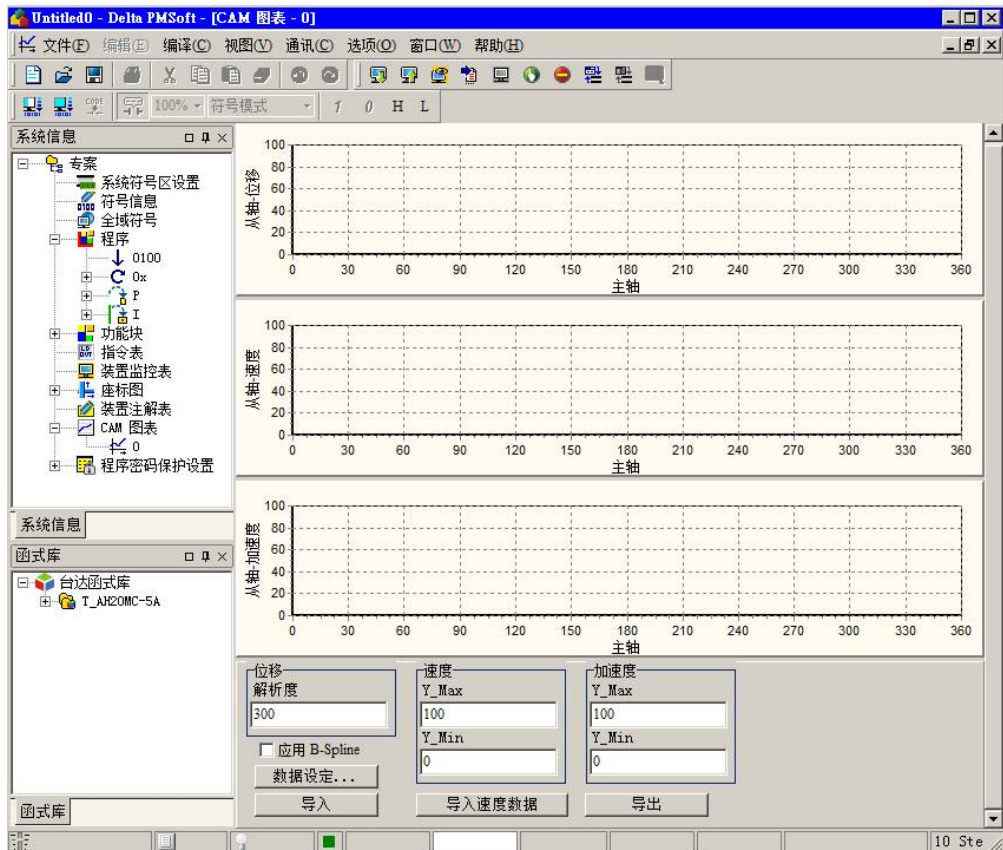 Untitled0 - Delta PMSoft - [CAM 图表 - 0]
文件(F) 编辑(E) 编译(C) 视图(V) 通讯(C) 选项(O) 窗口(W) 帮助(H)
CODE 100% 符号模式 1 0 H L
系统信息
专案
系统符号区设置
符号信息
全域符号
程序
0100
Ox
P
I
功能块
指令表
装置监控表
座标图
装置注解表
CAM 图表
0
程序密码保护设置
系统信息
函式库
台达函式库
T_AH20MC-5A
函式库
从轴-位移
100
80
60
40
20
0
0 30 60 90 120 150 180 210 240 270 300 330 360
主轴
从轴-速度
100
80
60
40
20
0
0 30 60 90 120 150 180 210 240 270 300 330 360
主轴
从轴-加速度
100
80
60
40
20
0
0 30 60 90 120 150 180 210 240 270 300 330 360
主轴
位移
解析度
300
应用 B-Spline
数据设定...
导入
速度
Y_Max
100
Y_Min
0
导入速度数据
加速度
Y_Max
100
Y_Min
0
导出
10 Ste